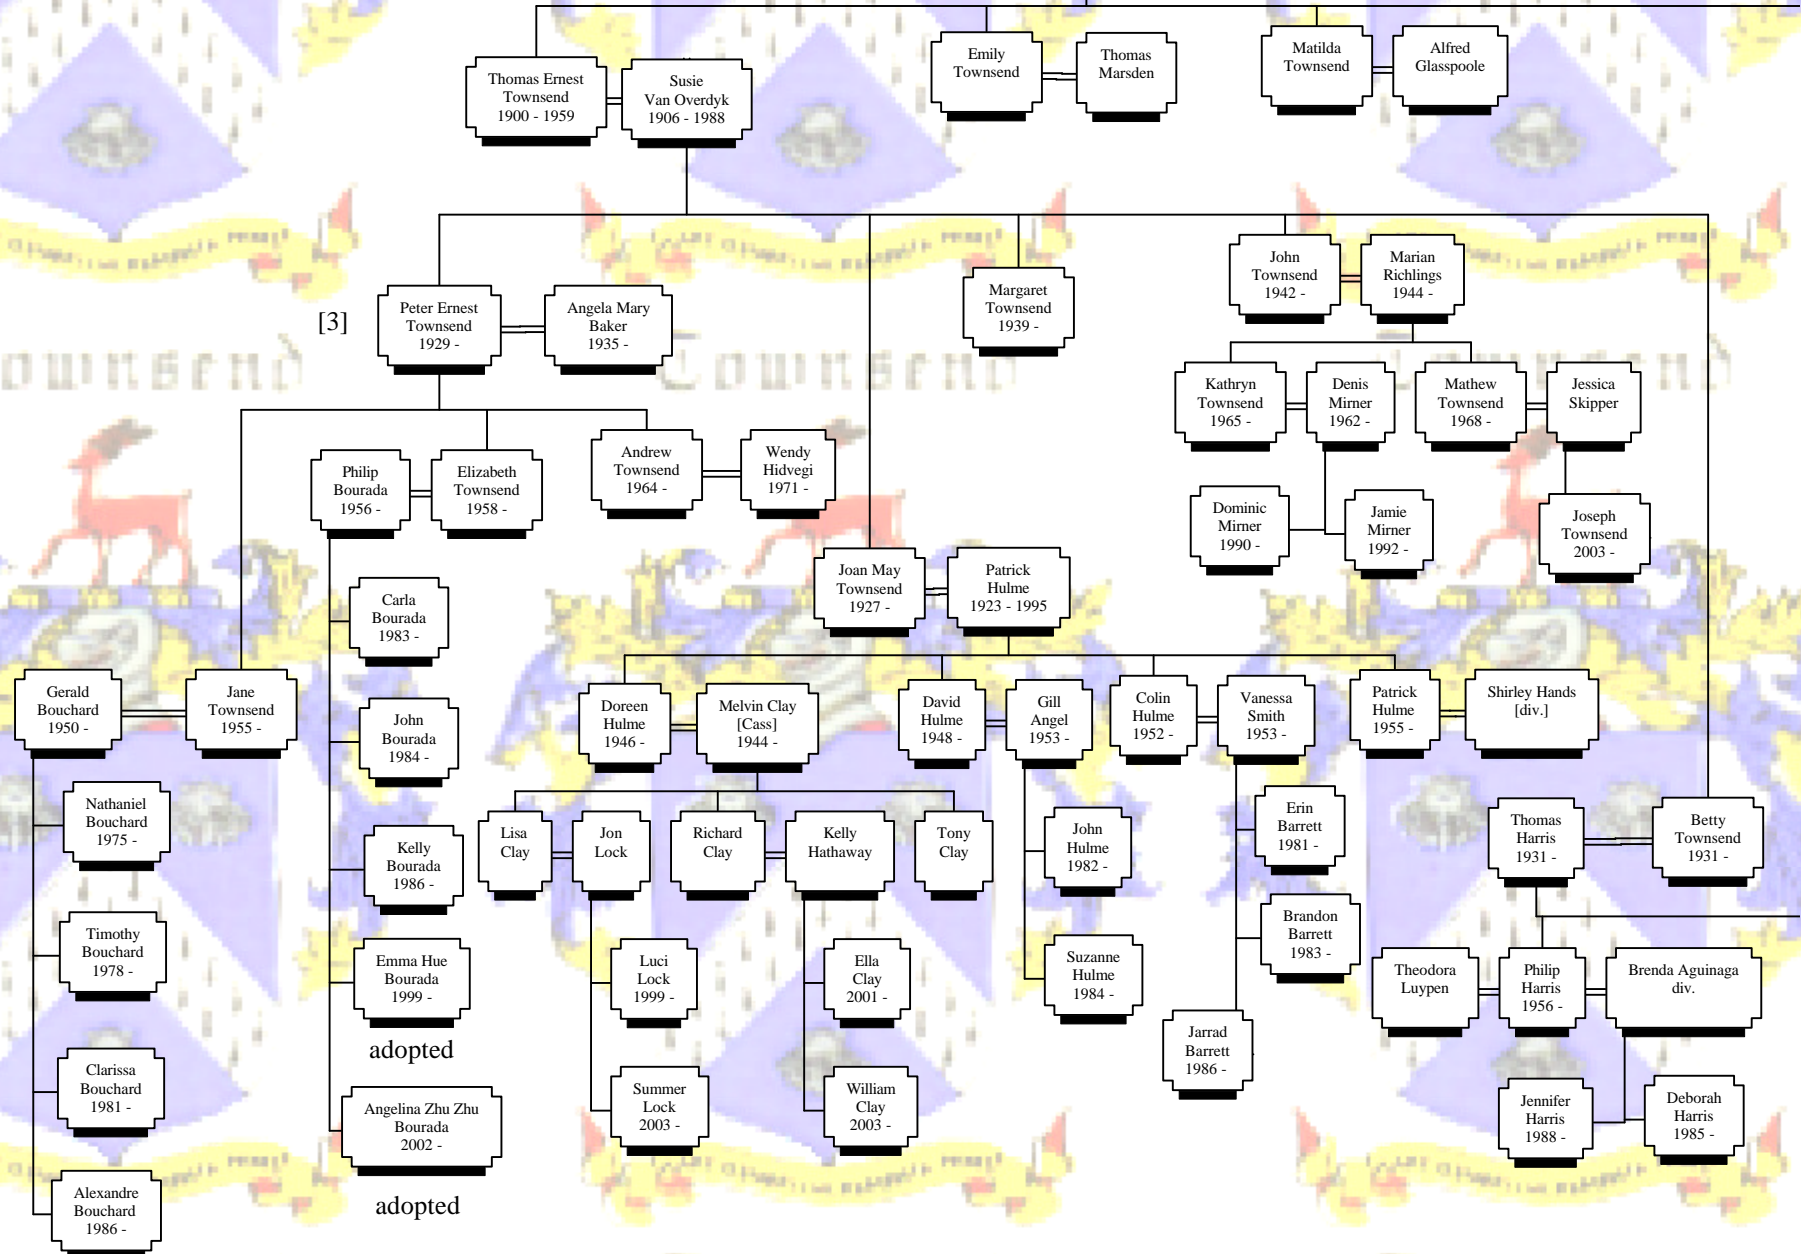 Thomas Ernest
Townsend
1900 - 1959
Susie
Van Overdyk
1906 - 1988
Emily
Townsend
Thomas
Marsden
Matilda
Townsend
Alfred
Glasspoole
[3]
Peter Ernest
Townsend
1929 -
Angela Mary
Baker
1935 -
Margaret
Townsend
1939 -
John
Townsend
1942 -
Marian
Richlings
1944 -
Townsend
Kathryn
Townsend
1965 -
Denis
Mirner
1962 -
Mathew
Townsend
1968 -
Jessica
Skipper
Philip
Bourada
1956 -
Elizabeth
Townsend
1958 -
Andrew
Townsend
1964 -
Wendy
Hidvegi
1971 -
Dominic
Mirner
1990 -
Jamie
Mirner
1992 -
Joseph
Townsend
2003 -
Joan May
Townsend
1927 -
Patrick
Hulme
1923 - 1995
Carla
Bourada
1983 -
Gerald
Bouchard
1950 -
Jane
Townsend
1955 -
John
Bourada
1984 -
Doreen
Hulme
1946 -
Melvin Clay
[Cass]
1944 -
David
Hulme
1948 -
Gill
Angel
1953 -
Colin
Hulme
1952 -
Vanessa
Smith
1953 -
Patrick
Hulme
1955 -
Shirley Hands
[div.]
Nathaniel
Bouchard
1975 -
Kelly
Bourada
1986 -
Lisa
Clay
Jon
Lock
Richard
Clay
Kelly
Hathaway
Tony
Clay
John
Hulme
1982 -
Erin
Barrett
1981 -
Thomas
Harris
1931 -
Betty
Townsend
1931 -
Timothy
Bouchard
1978 -
Emma Hue
Bourada
1999 -
adopted
Luci
Lock
1999 -
Ella
Clay
2001 -
Suzanne
Hulme
1984 -
Brandon
Barrett
1983 -
Theodora
Luypen
Philip
Harris
1956 -
Brenda Aguinaga
div.
Clarissa
Bouchard
1981 -
Angelina Zhu Zhu
Bourada
2002 -
adopted
Summer
Lock
2003 -
William
Clay
2003 -
Jarrad
Barrett
1986 -
Jennifer
Harris
1988 -
Deborah
Harris
1985 -
Alexandre
Bouchard
1986 -